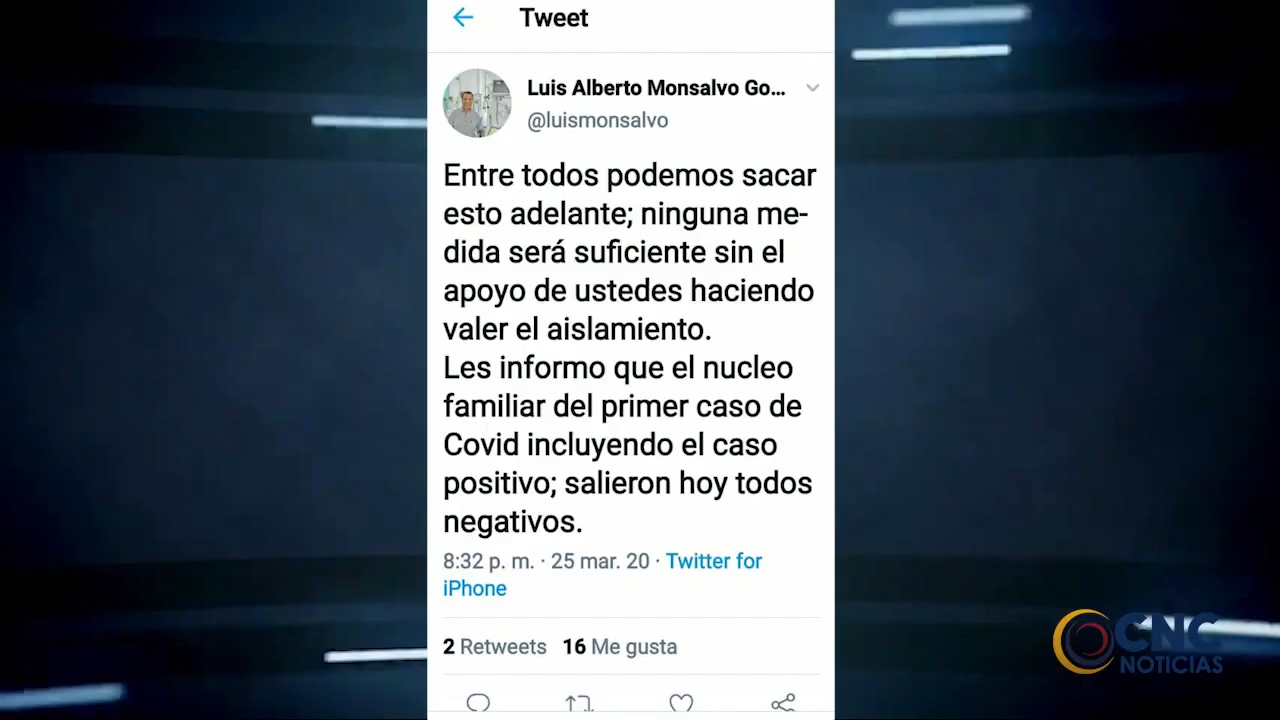 Tweet
Luis Alberto Monsalvo Go...
@luismonsalvo
Entre todos podemos sacar
esto adelante; ninguna me-
dida será suficiente sin el
apoyo de ustedes haciendo
valer el aislamiento.
Les informo que el nucleo
familiar del primer caso de
Covid incluyendo el caso
positivo; salieron hoy todos
negativos.
8:32 p. m. · 25 mar. 20 · Twitter for
iPhone
2 Retweets 16 Me gusta
CNC
NOTICIAS